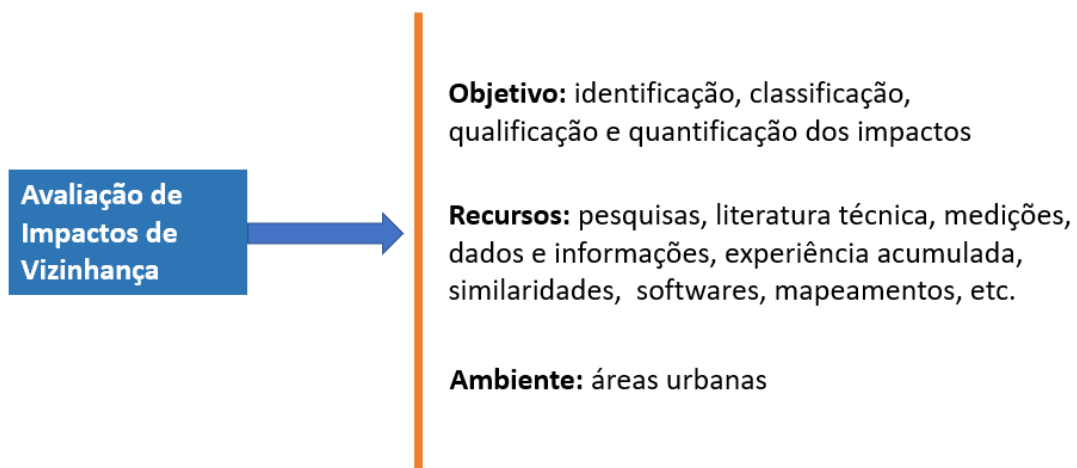 Avaliação de
Impactos de
Vizinhança
Objetivo: identificação, classificação,
qualificação e quantificação dos impactos
Recursos: pesquisas, literatura técnica, medições,
dados e informações, experiência acumulada,
similaridades,  softwares, mapeamentos, etc.
Ambiente: áreas urbanas